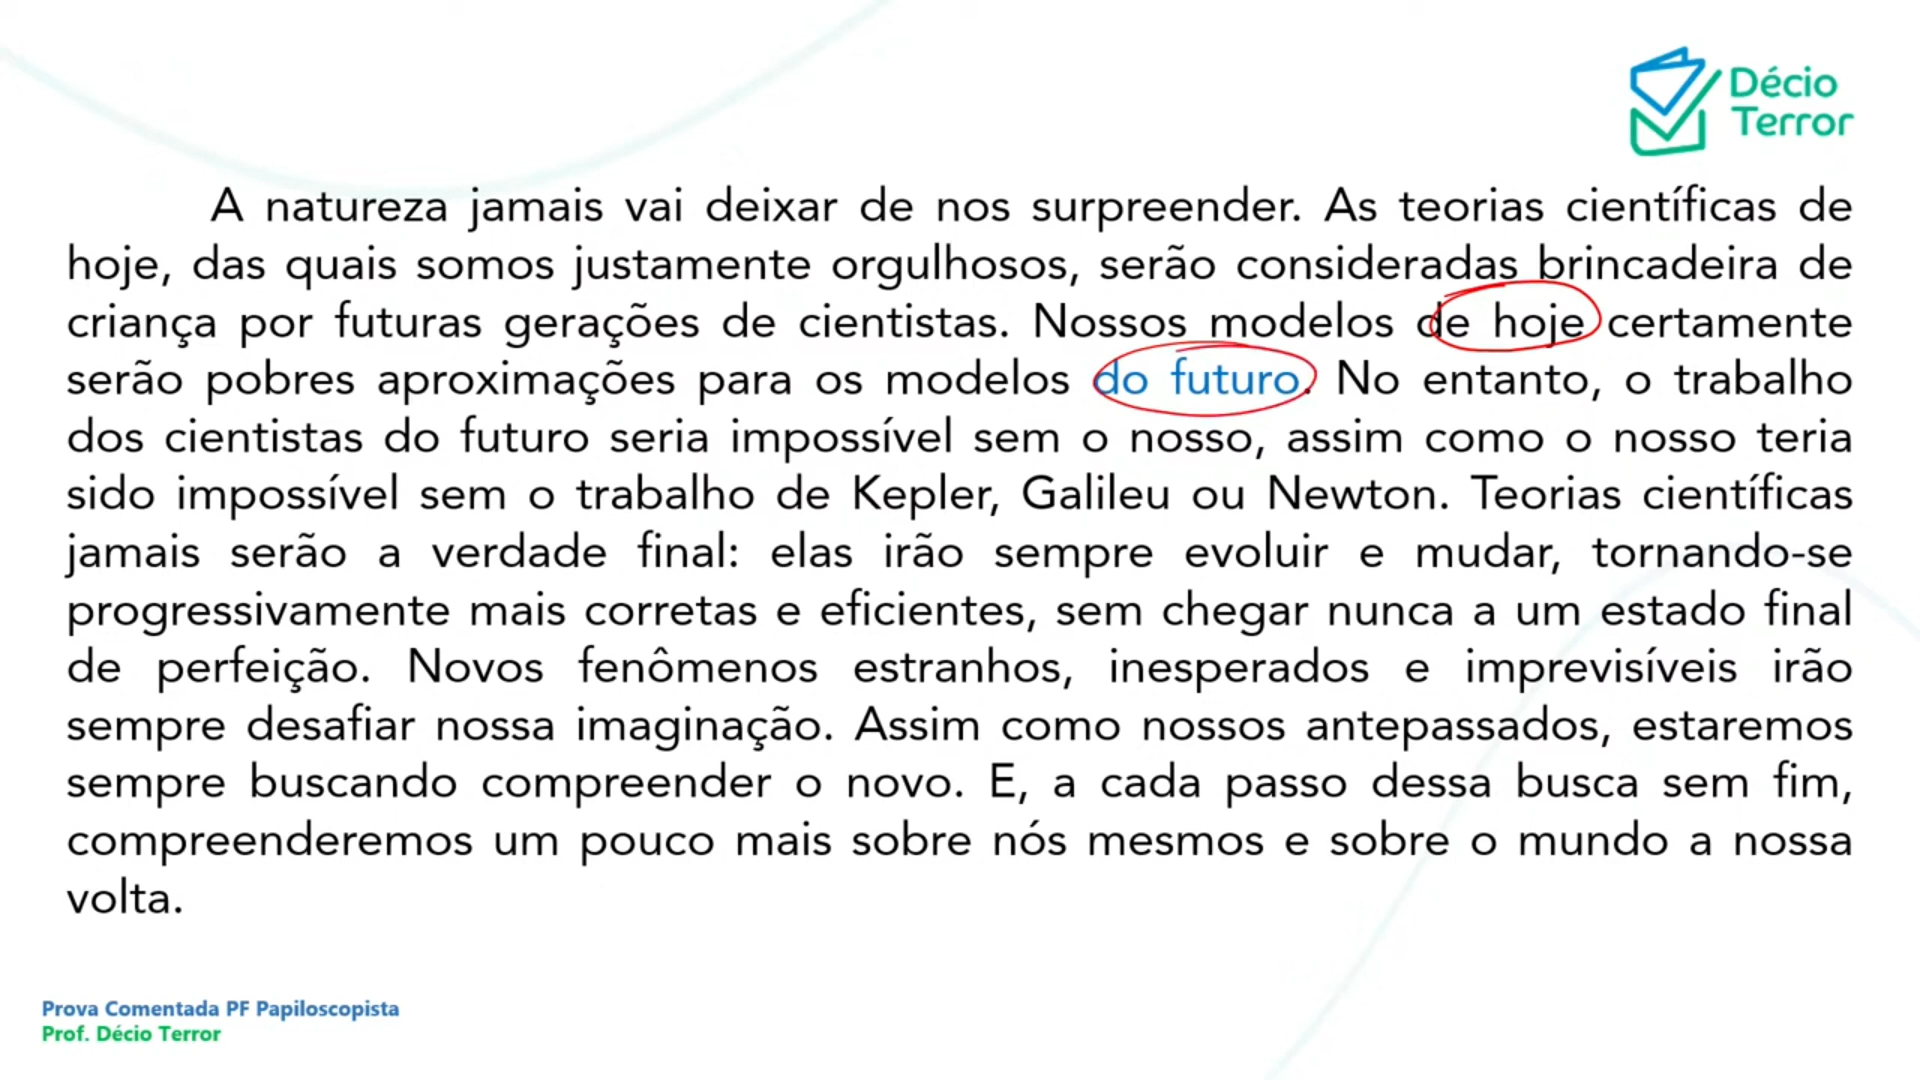 Décio
Terror
A natureza jamais vai deixar de nos surpreender. As teorias científicas de
hoje, das quais somos justamente orgulhosos, serão consideradas brincadeira de
criança por futuras gerações de cientistas. Nossos modelos de hoje certamente
serão pobres aproximações para os modelos do futuro. No entanto, o trabalho
dos cientistas do futuro seria impossível sem o nosso, assim como o nosso teria
sido impossível sem o trabalho de Kepler, Galileu ou Newton. Teorias científicas
jamais serão a verdade final: elas irão sempre evoluir e mudar, tornando-se
progressivamente mais corretas e eficientes, sem chegar nunca a um estado final
de perfeição. Novos fenômenos estranhos, inesperados e imprevisíveis irão
sempre desafiar nossa imaginação. Assim como nossos antepassados, estaremos
sempre buscando compreender o novo. E, a cada passo dessa busca sem fim,
compreenderemos um pouco mais sobre nós mesmos e sobre o mundo a nossa
volta.
Prova Comentada PF Papiloscopista
Prof. Décio Terror